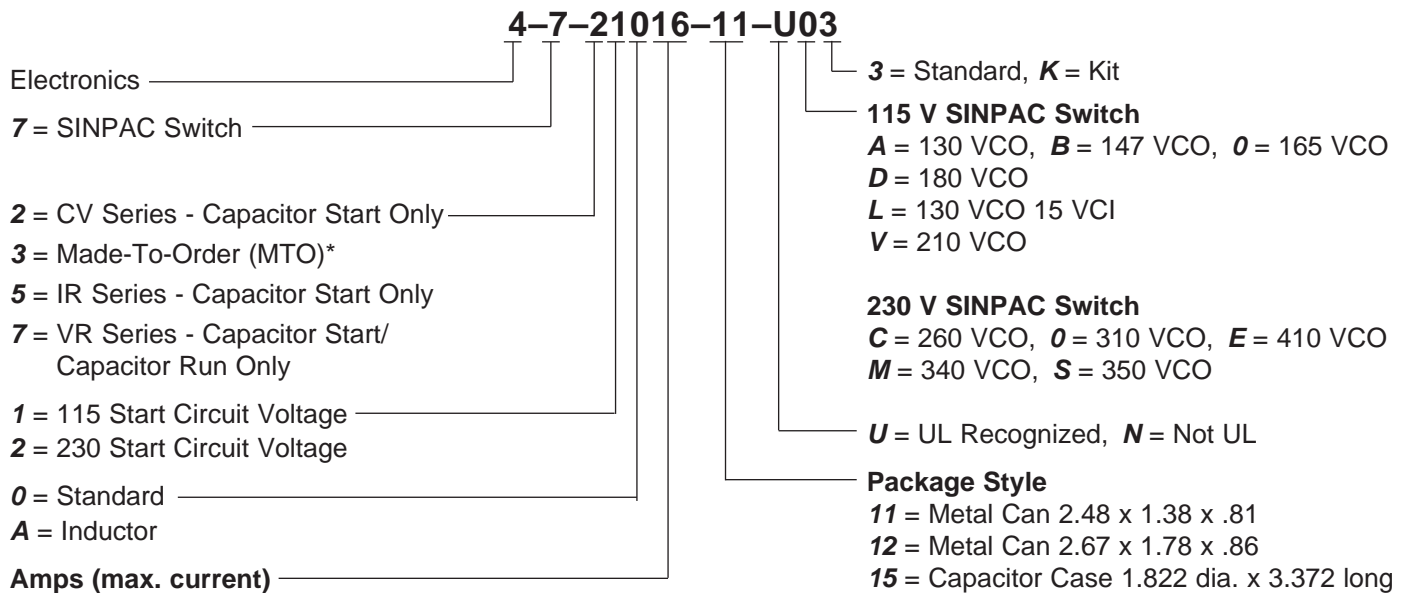 4–7–21016–11–U03
Electronics
7 = SINPAC Switch
2 = CV Series - Capacitor Start Only
3 = Made-To-Order (MTO)*
5 = IR Series - Capacitor Start Only
7 = VR Series - Capacitor Start/
Capacitor Run Only
1 = 115 Start Circuit Voltage
2 = 230 Start Circuit Voltage
0 = Standard
A = Inductor
Amps (max. current)
3 = Standard, K = Kit
115 V SINPAC Switch
A = 130 VCO, B = 147 VCO, 0 = 165 VCO
D = 180 VCO
L = 130 VCO 15 VCI
V = 210 VCO
230 V SINPAC Switch
C = 260 VCO, 0 = 310 VCO, E = 410 VCO
M = 340 VCO, S = 350 VCO
U = UL Recognized, N = Not UL
Package Style
11 = Metal Can 2.48 x 1.38 x .81
12 = Metal Can 2.67 x 1.78 x .86
15 = Capacitor Case 1.822 dia. x 3.372 long